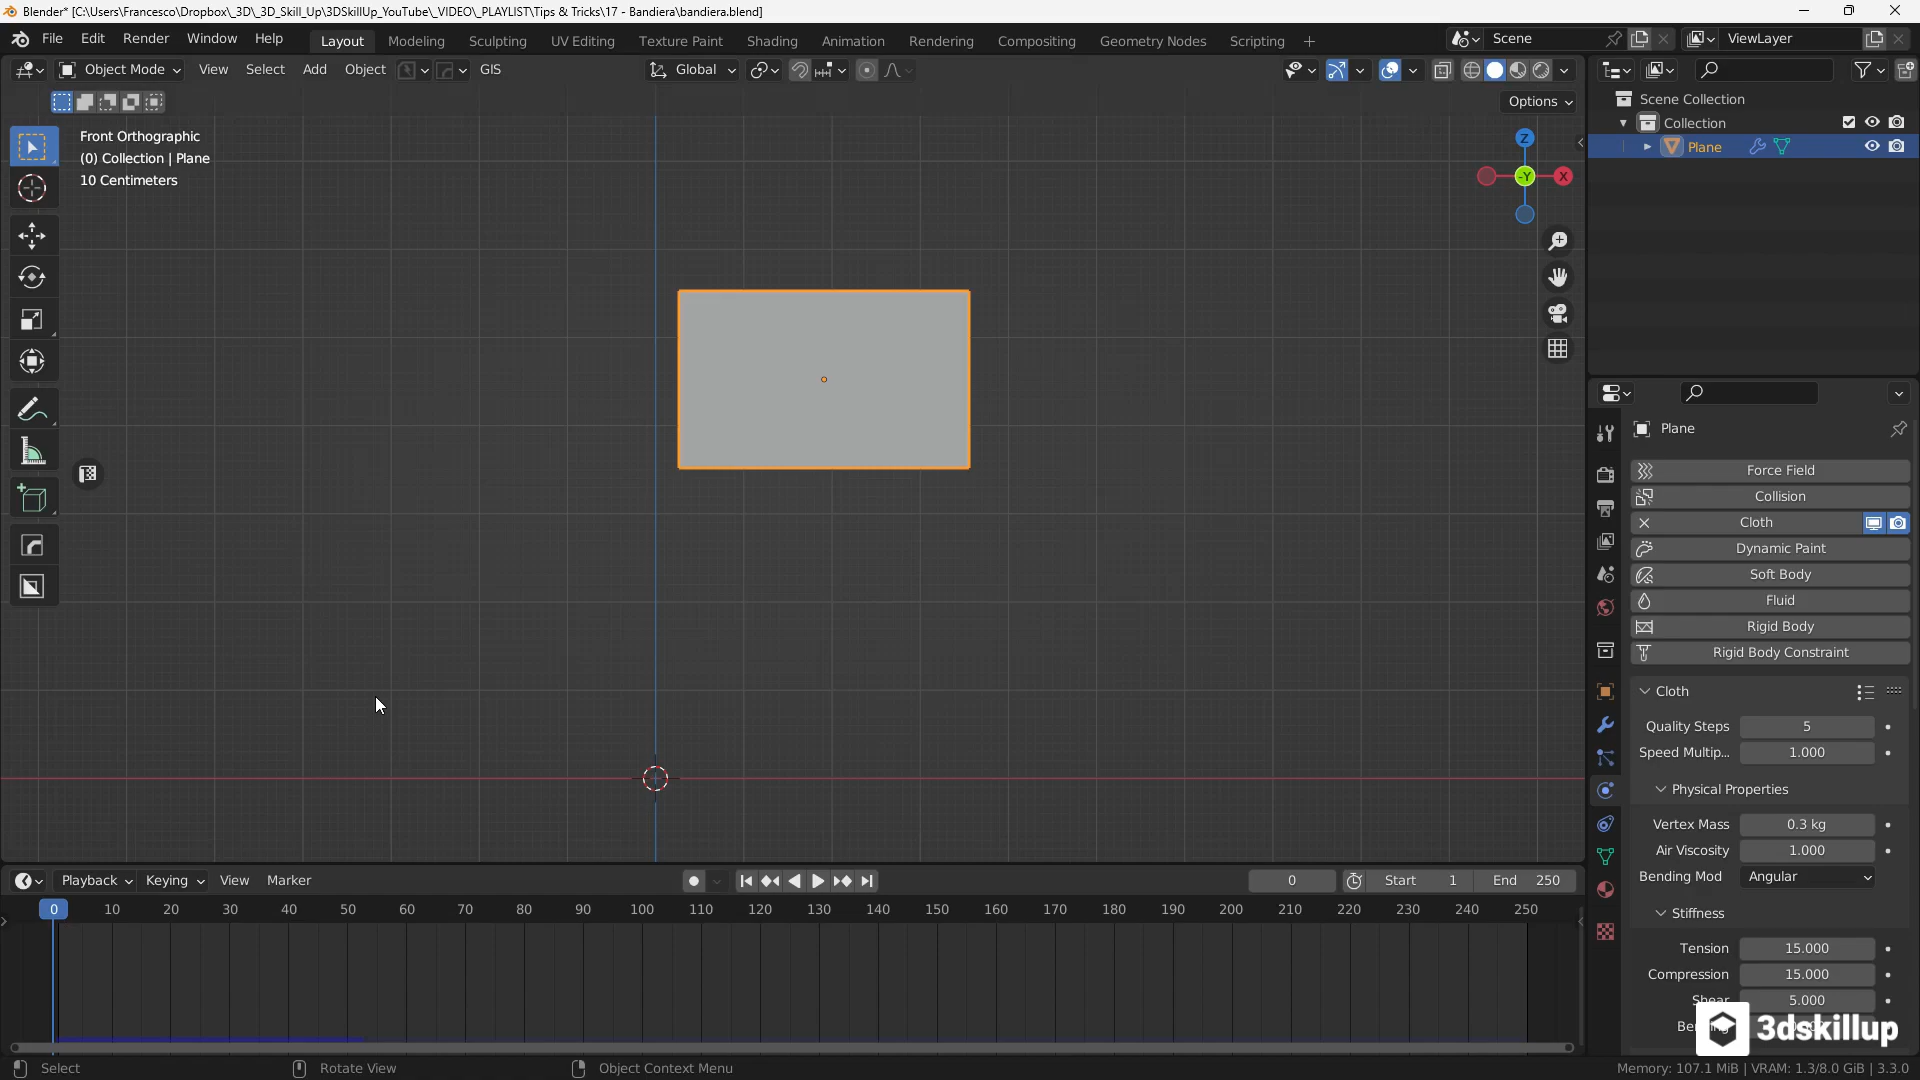 Blender* [C:\Users\Francesco\Dropbox\_3D\_3D_Skill_Up\3DSkillUp_YouTube\_VIDEO\_PLAYLIST\Tips & Tricks\17 - Bandiera\bandiera.blend]
File Edit Render Window Help Layout Modeling Sculpting UV Editing Texture Paint Shading Animation Rendering Compositing Geometry Nodes Scripting + Scene ViewLayer
Object Mode View Select Add Object GIS Global
Options
Scene Collection
Collection
Plane
Front Orthographic
(0) Collection | Plane
10 Centimeters
Z
-Y X
Plane
Force Field
Collision
Cloth
Dynamic Paint
Soft Body
Fluid
Rigid Body
Rigid Body Constraint
Cloth
Quality Steps 5
Speed Multip... 1.000
Physical Properties
Vertex Mass 0.3 kg
Air Viscosity 1.000
Bending Mod Angular
Stiffness
Tension 15.000
Compression 15.000
Shear 5.000
3dskillup
Playback Keying View Marker 0 Start 1 End 250
0 10 20 30 40 50 60 70 80 90 100 110 120 130 140 150 160 170 180 190 200 210 220 230 240 250
Select Rotate View Object Context Menu Memory: 107.1 MiB | VRAM: 1.3/8.0 GiB | 3.3.0